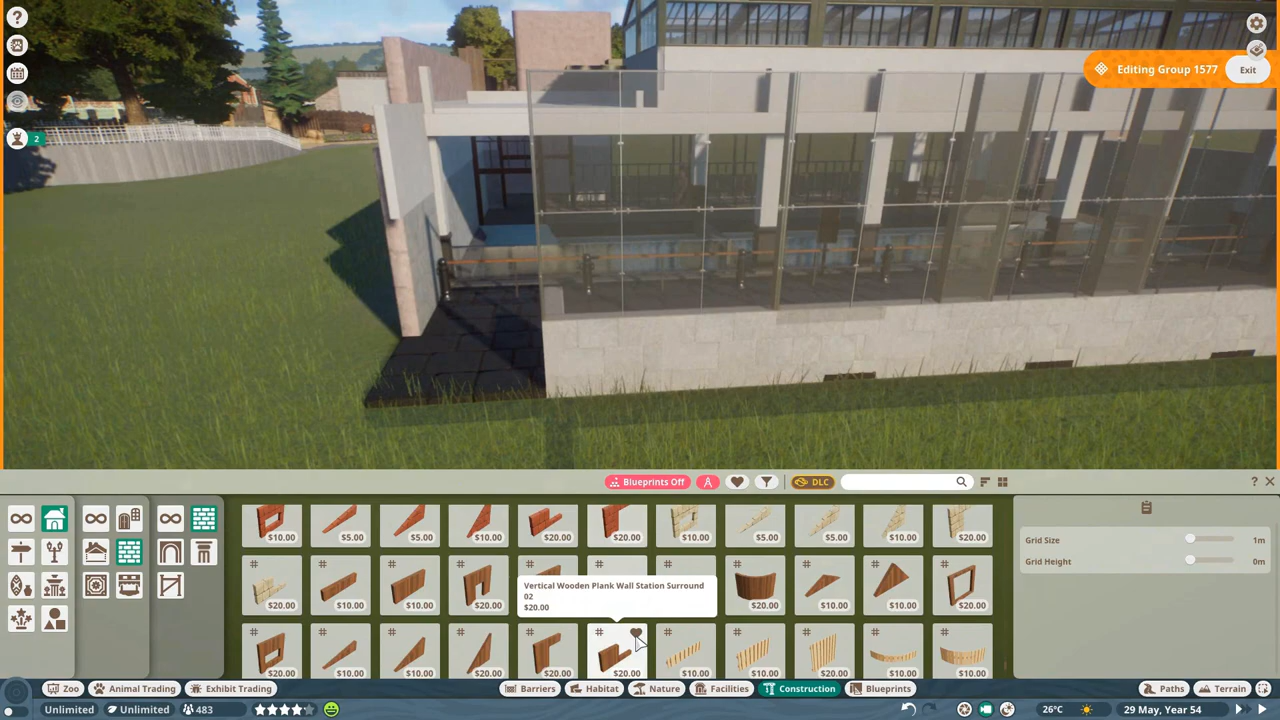 ?
2
Editing Group 1577
Exit
Blueprints Off
DLC
?
$10.00
$5.00
$5.00
$10.00
$20.00
$20.00
$10.00
$5.00
$5.00
$10.00
$20.00
Grid Size
1m
Grid Height
0m
$20.00
$10.00
$10.00
$20.00
Vertical Wooden Plank Wall Station Surround
02
$20.00
$20.00
$10.00
$10.00
$20.00
$20.00
$10.00
$10.00
$10.00
$20.00
$20.00
$10.00
$10.00
$20.00
$10.00
$10.00
Zoo
Animal Trading
Exhibit Trading
Barriers
Habitat
Nature
Facilities
Construction
Blueprints
Paths
Terrain
Unlimited
Unlimited
483
26°C
29 May, Year 54